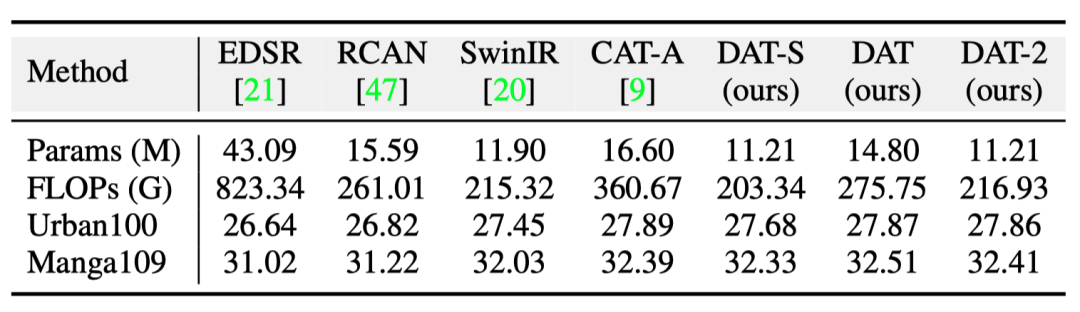 Method EDSR [21] RCAN [47] SwinIR [20] CAT-A [9] DAT-S (ours) DAT (ours) DAT-2 (ours)
Params (M) 43.09 15.59 11.90 16.60 11.21 14.80 11.21
FLOPs (G) 823.34 261.01 215.32 360.67 203.34 275.75 216.93
Urban100 26.64 26.82 27.45 27.89 27.68 27.87 27.86
Manga109 31.02 31.22 32.03 32.39 32.33 32.51 32.41